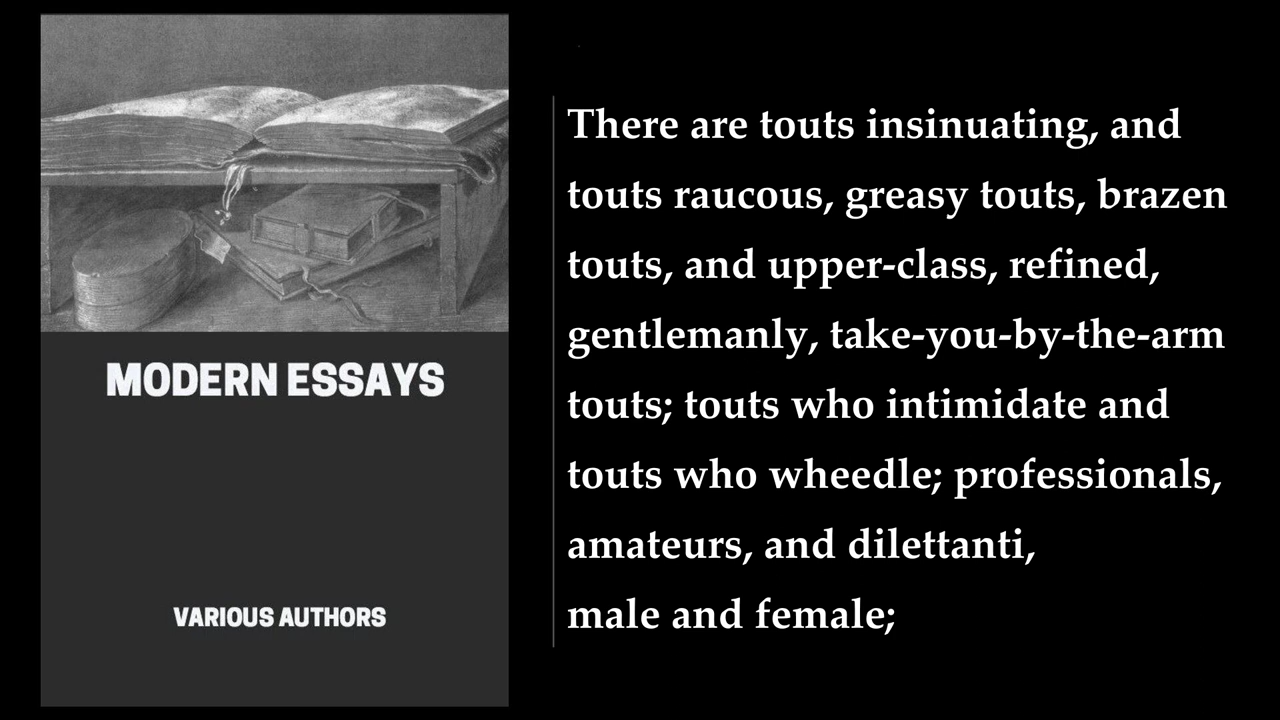 MODERN ESSAYS
VARIOUS AUTHORS
There are touts insinuating, and
touts raucous, greasy touts, brazen
touts, and upper-class, refined,
gentlemanly, take-you-by-the-arm
touts; touts who intimidate and
touts who wheedle; professionals,
amateurs, and dilettanti,
male and female;